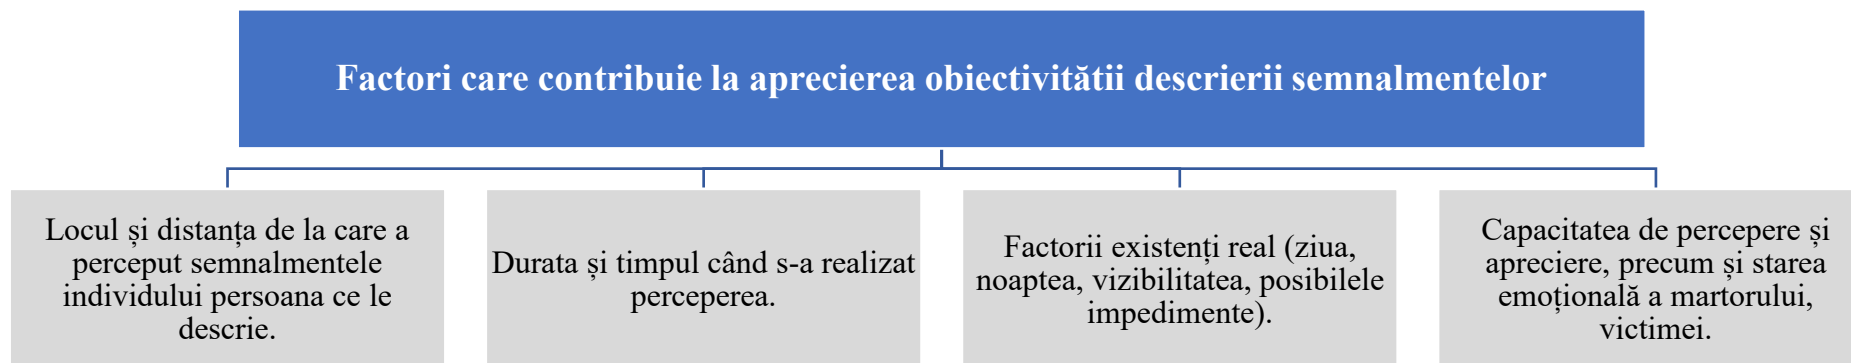 Factori care contribuie la aprecierea obiectivitătii descrierii semnalmentelor
Locul și distanța de la care a
perceput semnalmentele
individului persoana ce le
descrie.
Durata și timpul când s-a realizat
perceperea.
Factorii existenți real (ziua,
noaptea, vizibilitatea, posibilele
impedimente).
Capacitatea de percepere și
apreciere, precum și starea
emoțională a martorului,
victimei.